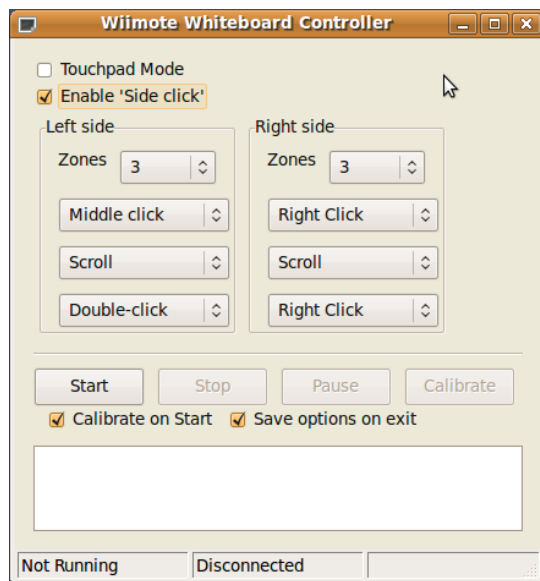 Wiimote Whiteboard Controller
Touchpad Mode
Enable 'Side click'
Left side
Zones 3
Middle click
Scroll
Double-click
Right side
Zones 3
Right Click
Scroll
Right Click
Start Stop Pause Calibrate
Calibrate on Start Save options on exit
Not Running Disconnected